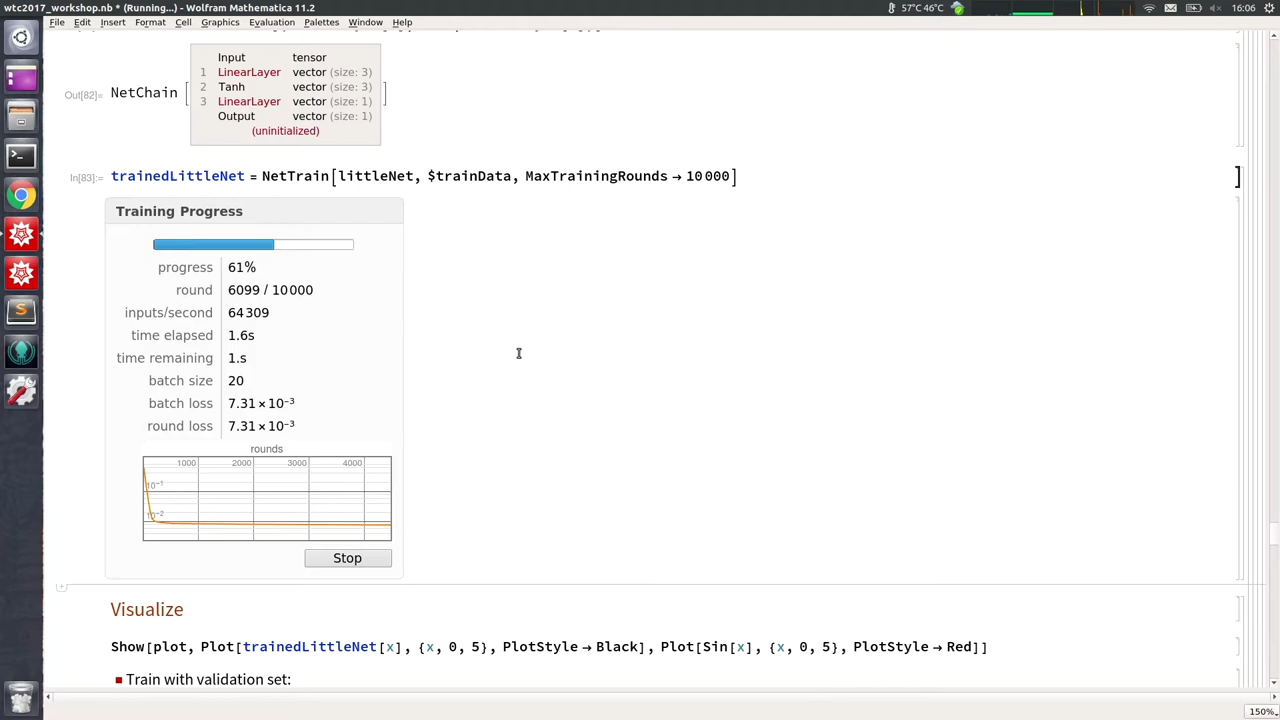 wtc2017_workshop.nb * (Running...) - Wolfram Mathematica 11.2
57°C 46°C
16:06
File Edit Insert Format Cell Graphics Evaluation Palettes Window Help
Out[82]= NetChain
Input tensor
1 LinearLayer vector (size: 3)
2 Tanh vector (size: 3)
3 LinearLayer vector (size: 1)
Output vector (size: 1)
(uninitialized)
In[83]:= trainedLittleNet = NetTrain[littleNet, $trainData, MaxTrainingRounds → 10 000]
Training Progress
progress 61%
round 6099 / 10 000
inputs/second 64 309
time elapsed 1.6s
time remaining 1.s
batch size 20
batch loss 7.31 × 10⁻³
round loss 7.31 × 10⁻³
rounds
1000 2000 3000 4000
10⁻¹
10⁻²
Stop
Visualize
Show[plot, Plot[trainedLittleNet[x], {x, 0, 5}, PlotStyle → Black], Plot[Sin[x], {x, 0, 5}, PlotStyle → Red]]
Train with validation set:
150%